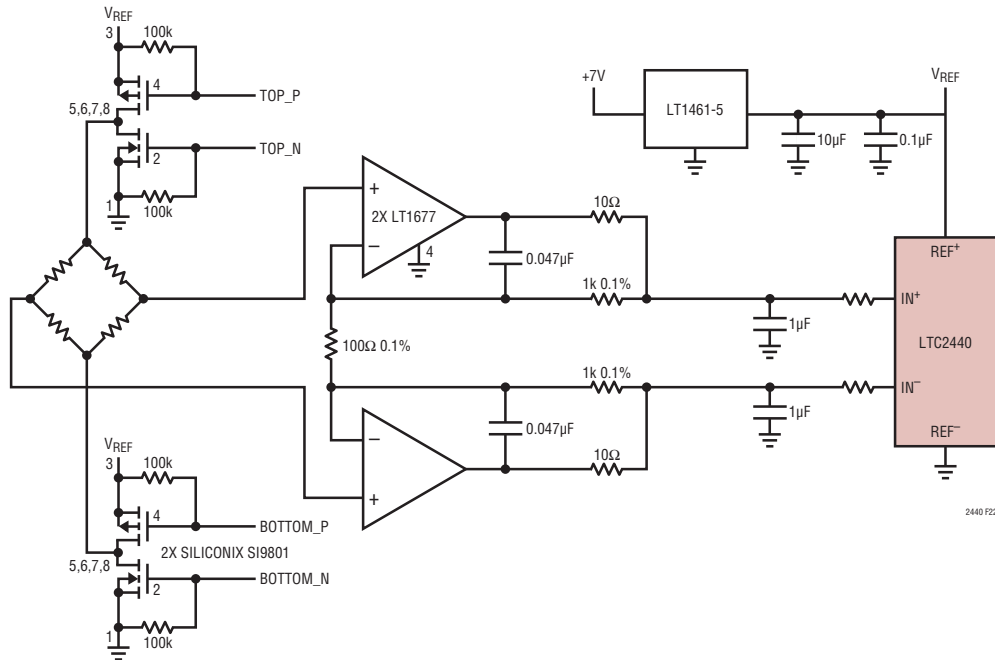 VREF
3
100k
4
TOP_P
5,6,7,8
TOP_N
2
1
100k
+7V
LT1461-5
VREF
10µF
0.1µF
+
2X LT1677
–
4
10Ω
0.047µF
1k 0.1%
REF+
IN+
1µF
LTC2440
100Ω 0.1%
1k 0.1%
IN–
1µF
REF–
–
0.047µF
10Ω
+
VREF
3
100k
4
BOTTOM_P
2X SILICONIX SI9801
5,6,7,8
BOTTOM_N
2
1
100k
2440 F22